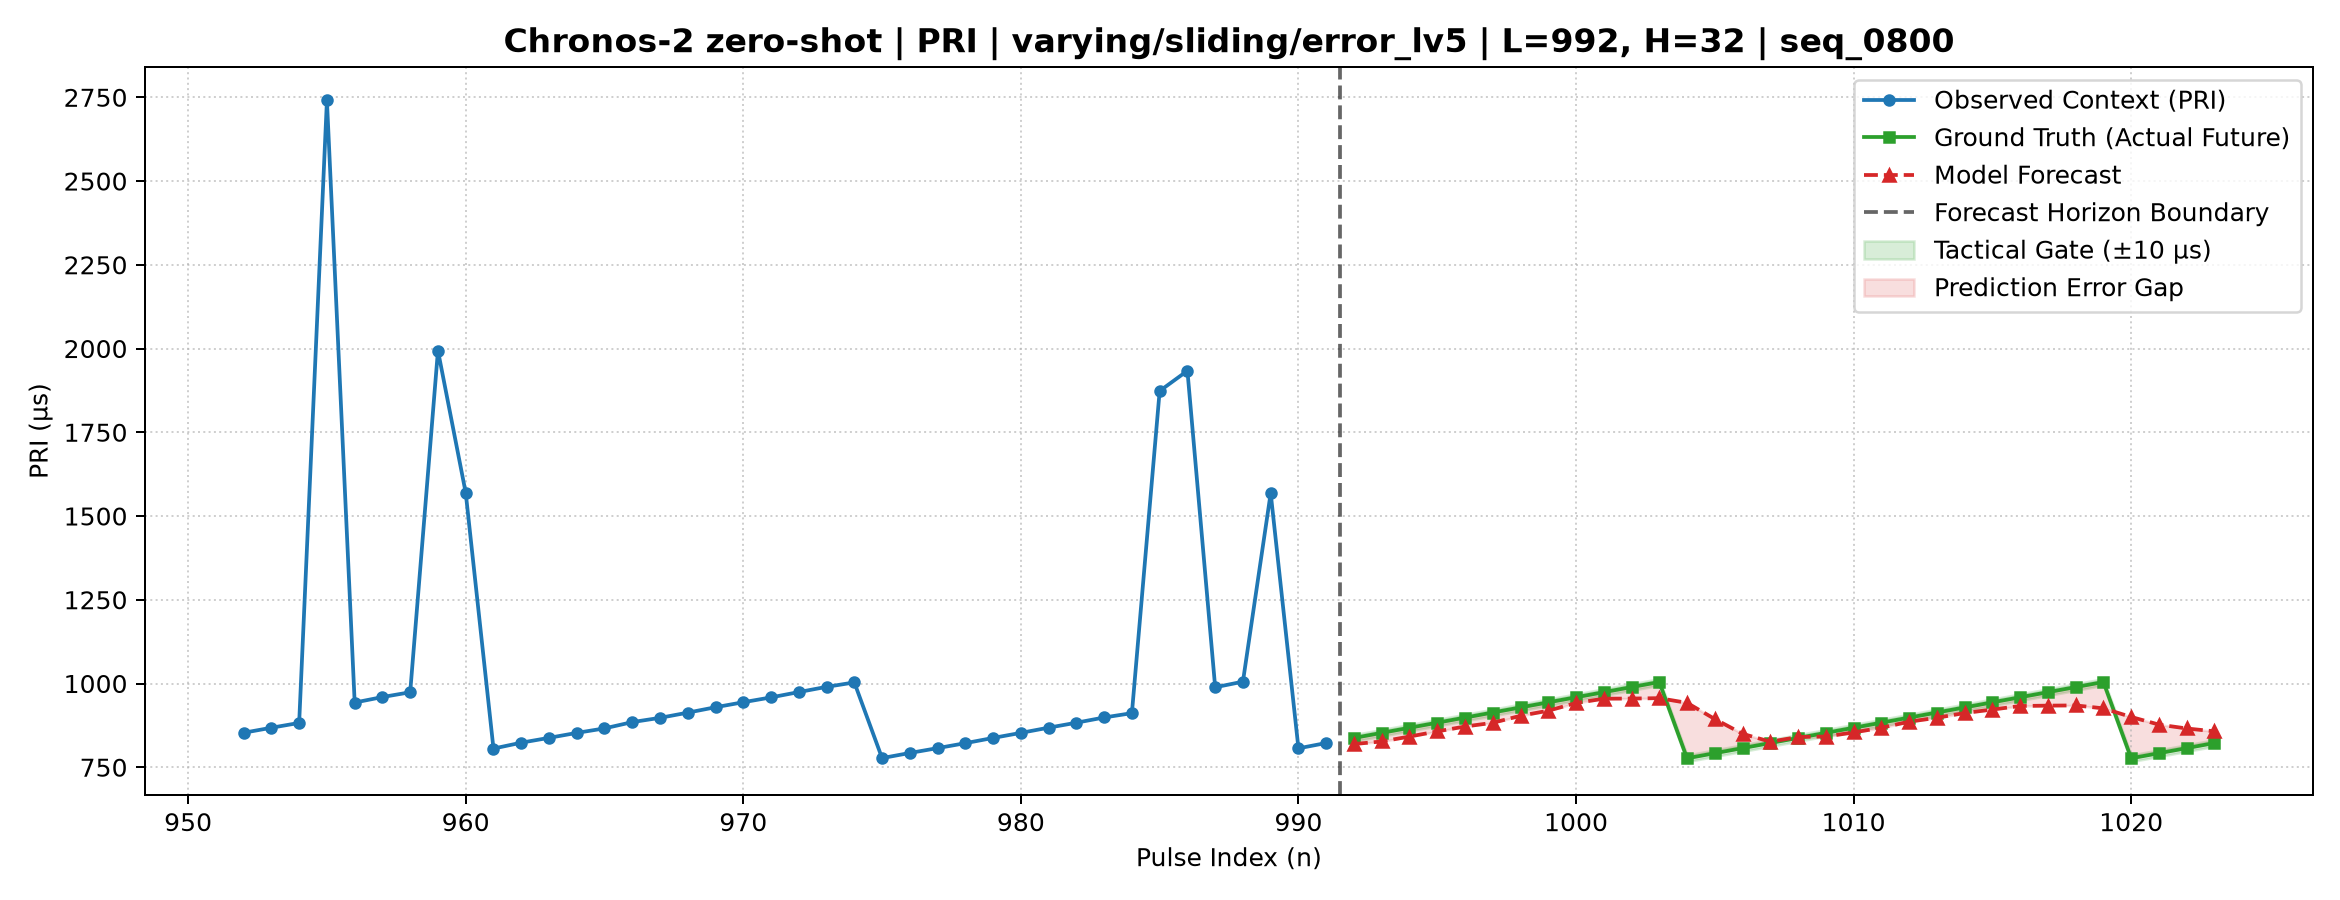 Chronos-2 zero-shot | PRI | varying/sliding/error_lv5 | L=992, H=32 | seq_0800
PRI (µs)
2750
2500
2250
2000
1750
1500
1250
1000
750
Observed Context (PRI)
Ground Truth (Actual Future)
Model Forecast
Forecast Horizon Boundary
Tactical Gate (±10 µs)
Prediction Error Gap
950 960 970 980 990 1000 1010 1020
Pulse Index (n)